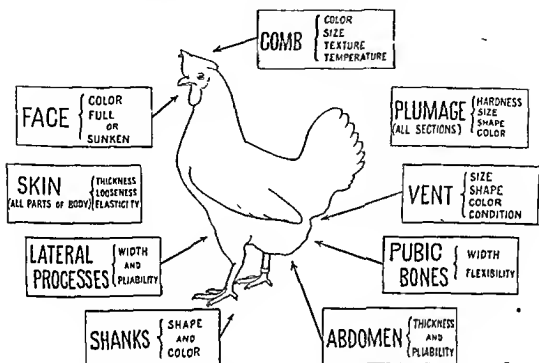 COMB
COLOR
SIZE
TEXTURE
TEMPERATURE
FACE
COLOR
FULL
OR
SUNKEN
PLUMAGE
(ALL SECTIONS)
HARDNESS
SIZE
SHAPE
COLOR
SKIN
(ALL PARTS OF BODY)
THICKNESS
LOOSENESS
ELASTICITY
VENT
SIZE
SHAPE
COLOR
CONDITION
LATERAL
PROCESSES
WIDTH
AND
PLIABILITY
PUBIC
BONES
WIDTH
FLEXIBILITY
SHANKS
SHAPE
AND
COLOR
ABDOMEN
THICKNESS
AND
PLIABILITY